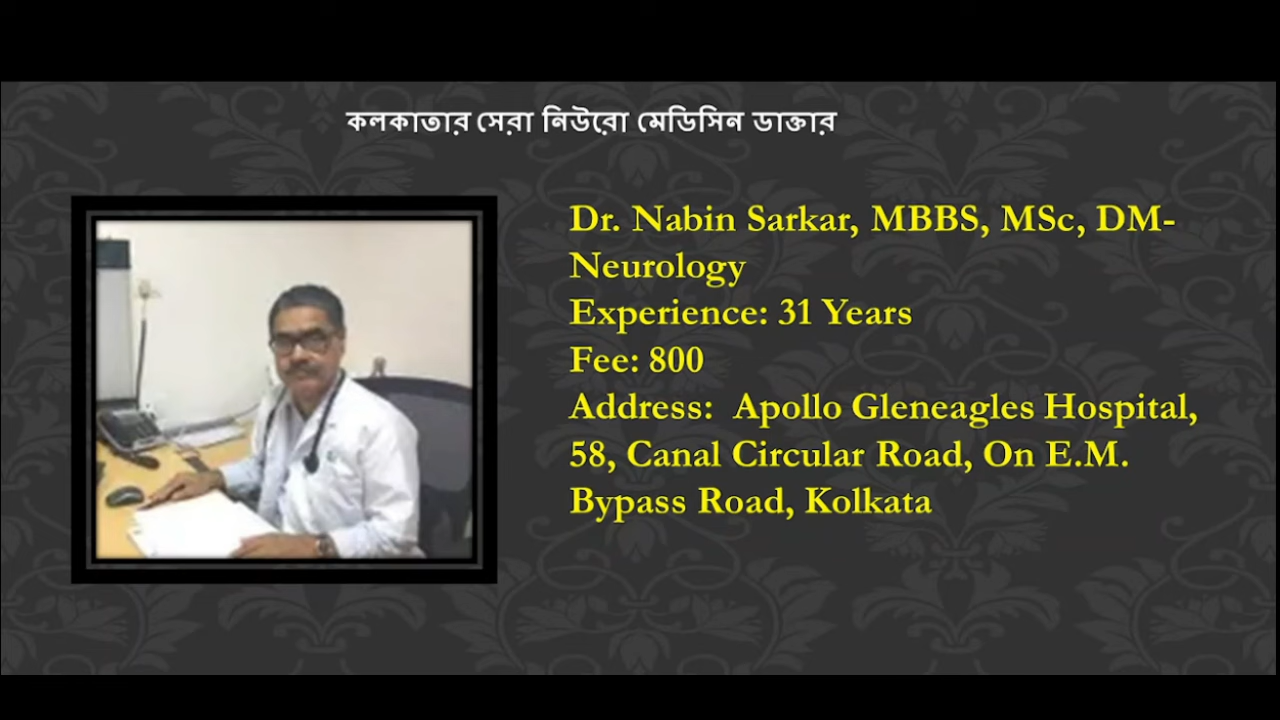 কলকাতার সেরা নিউরো মেডিসিন ডাক্তার
Dr. Nabin Sarkar, MBBS, MSc, DM-
Neurology
Experience: 31 Years
Fee: 800
Address:  Apollo Gleneagles Hospital,
58, Canal Circular Road, On E.M.
Bypass Road, Kolkata